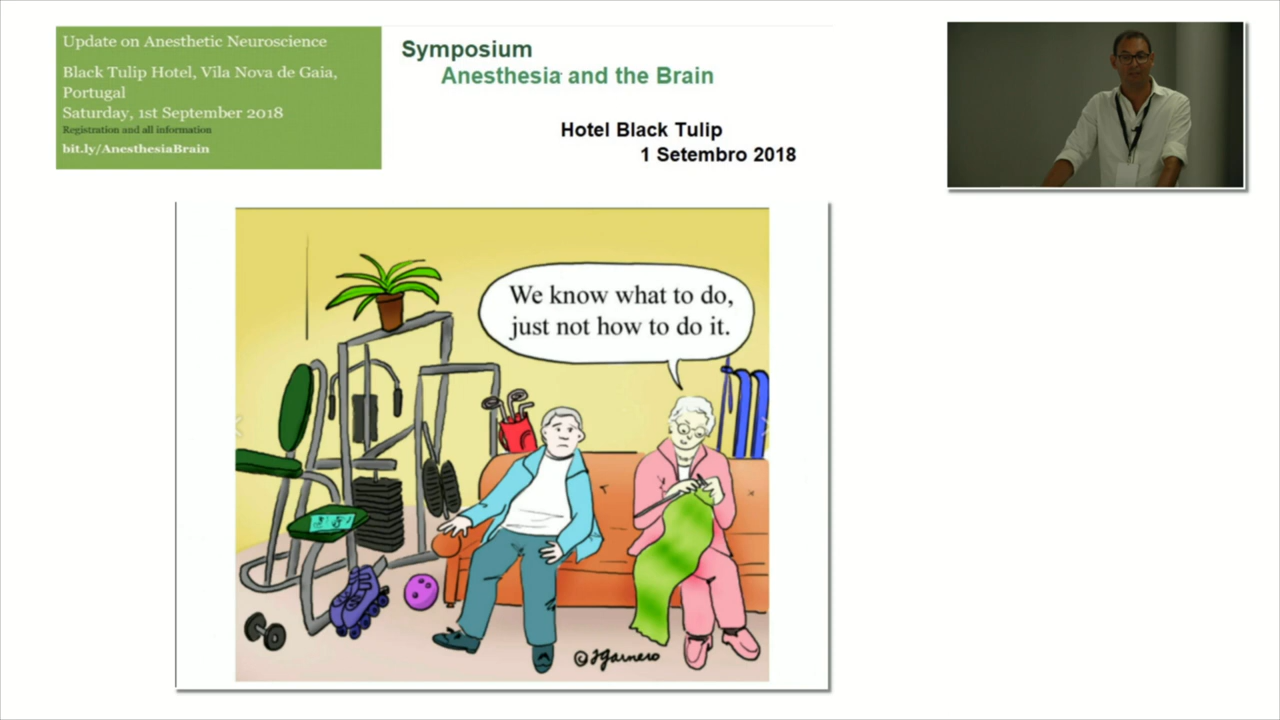 Update on Anesthetic Neuroscience
Black Tulip Hotel, Vila Nova de Gaia,
Portugal
Saturday, 1st September 2018
Registration and all information
bit.ly/AnesthesiaBrain
Symposium
Anesthesia and the Brain
Hotel Black Tulip
1 Setembro 2018
We know what to do,
just not how to do it.
©JGarnero